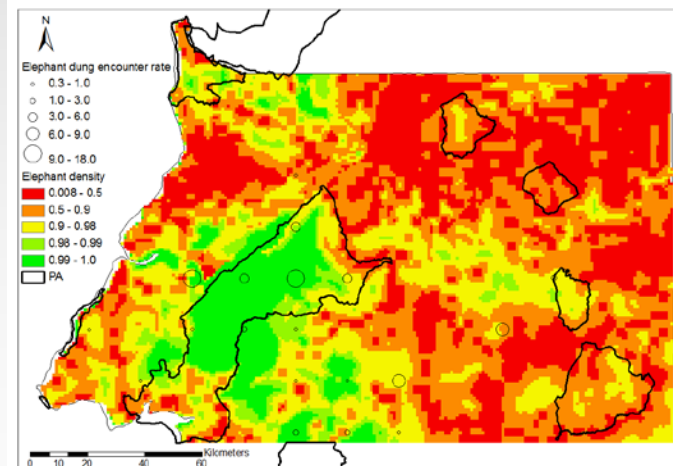 N
Elephant dung encounter rate
0.3 - 1.0
1.0 - 3.0
3.0 - 6.0
6.0 - 9.0
9.0 - 18.0
Elephant density
0.008 - 0.5
0.5 - 0.9
0.9 - 0.98
0.98 - 0.99
0.99 - 1.0
PA
Kilometers
0 10 20 40 60